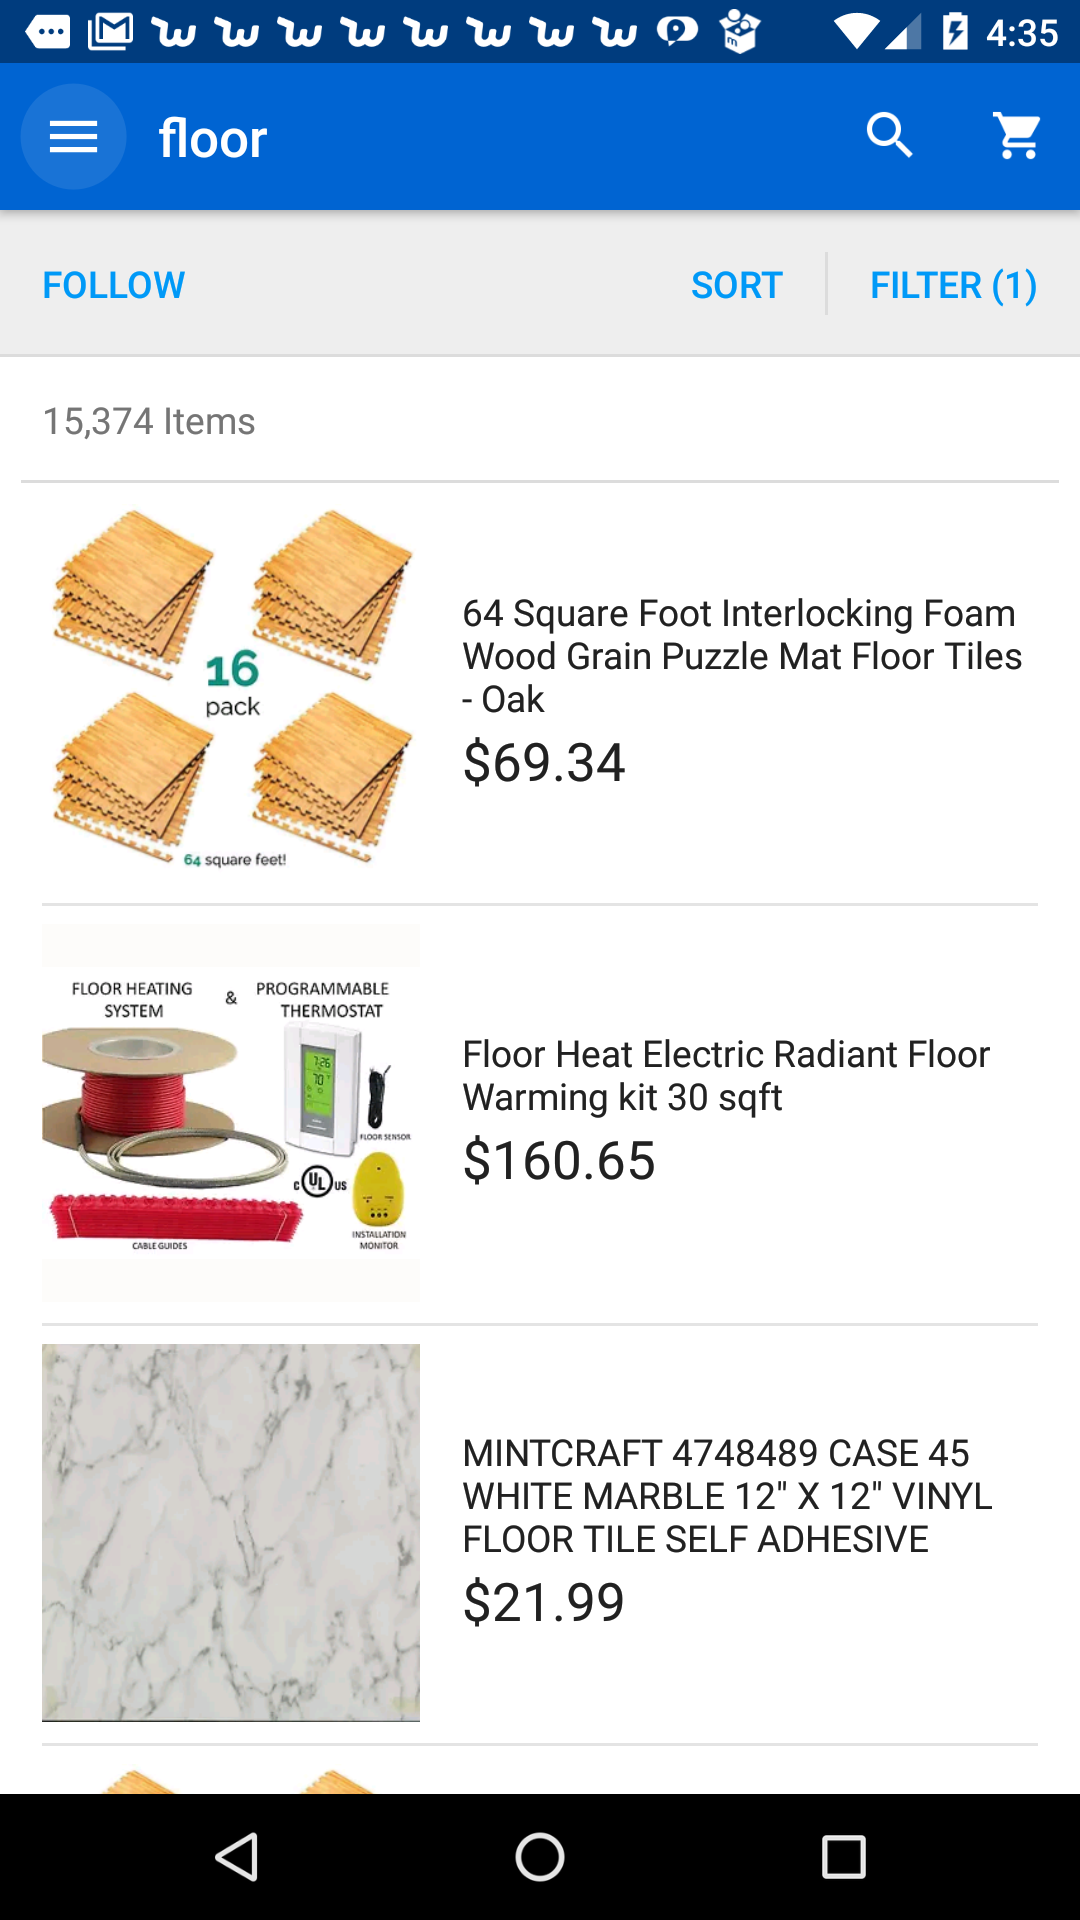 4:35
floor
FOLLOW
SORT
FILTER (1)
15,374 Items
16
pack
64 square feet!
64 Square Foot Interlocking Foam
Wood Grain Puzzle Mat Floor Tiles
- Oak
$69.34
FLOOR HEATING
SYSTEM
&
PROGRAMMABLE
THERMOSTAT
7:26
70
FLOOR SENSOR
C UL US
INSTALLATION
MONITOR
CABLE GUIDES
Floor Heat Electric Radiant Floor
Warming kit 30 sqft
$160.65
MINTCRAFT 4748489 CASE 45
WHITE MARBLE 12" X 12" VINYL
FLOOR TILE SELF ADHESIVE
$21.99